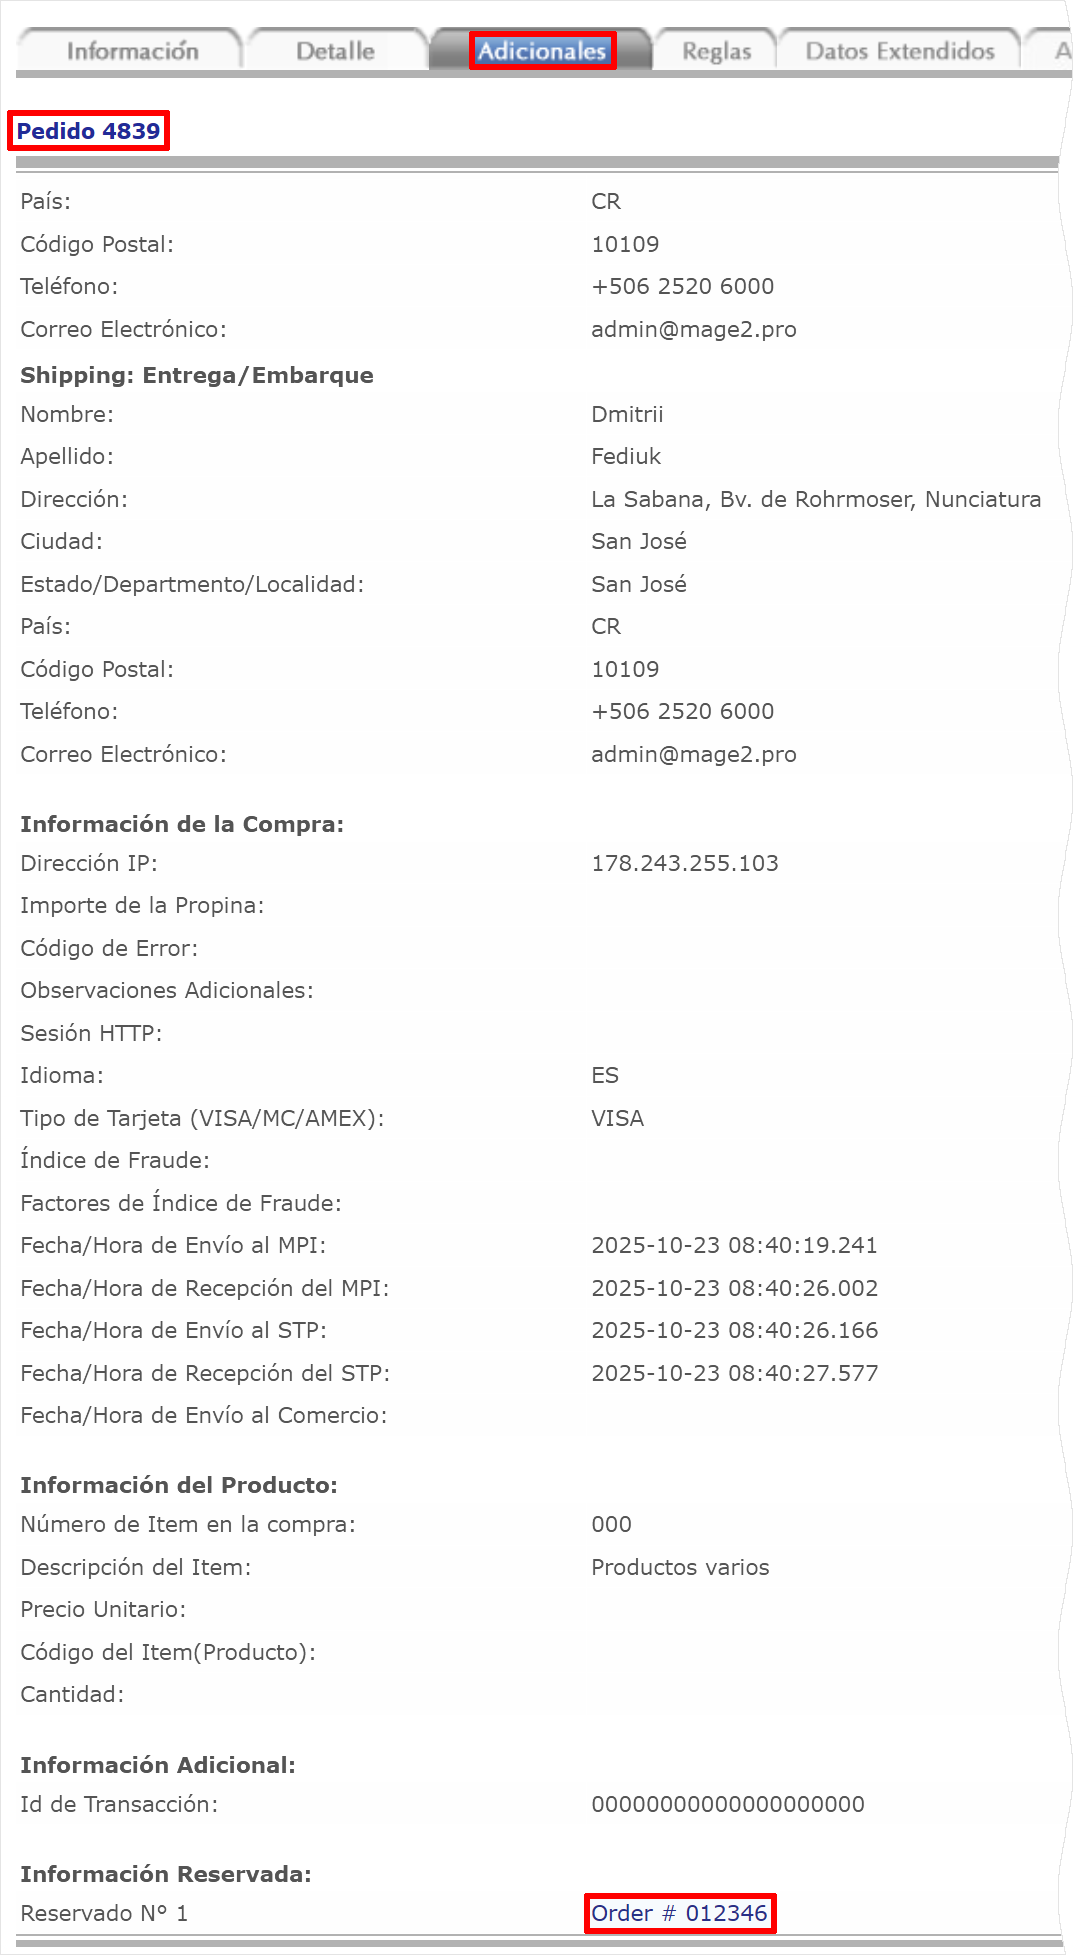 Información Detalle Adicionales Reglas Datos Extendidos A
Pedido 4839
País: CR
Código Postal: 10109
Teléfono: +506 2520 6000
Correo Electrónico: admin@mage2.pro
Shipping: Entrega/Embarque
Nombre: Dmitrii
Apellido: Fediuk
Dirección: La Sabana, Bv. de Rohrmoser, Nunciatura
Ciudad: San José
Estado/Departmento/Localidad: San José
País: CR
Código Postal: 10109
Teléfono: +506 2520 6000
Correo Electrónico: admin@mage2.pro
Información de la Compra:
Dirección IP: 178.243.255.103
Importe de la Propina:
Código de Error:
Observaciones Adicionales:
Sesión HTTP:
Idioma: ES
Tipo de Tarjeta (VISA/MC/AMEX): VISA
Índice de Fraude:
Factores de Índice de Fraude:
Fecha/Hora de Envío al MPI: 2025-10-23 08:40:19.241
Fecha/Hora de Recepción del MPI: 2025-10-23 08:40:26.002
Fecha/Hora de Envío al STP: 2025-10-23 08:40:26.166
Fecha/Hora de Recepción del STP: 2025-10-23 08:40:27.577
Fecha/Hora de Envío al Comercio:
Información del Producto:
Número de Item en la compra: 000
Descripción del Item: Productos varios
Precio Unitario:
Código del Item(Producto):
Cantidad:
Información Adicional:
Id de Transacción: 00000000000000000000
Información Reservada:
Reservado Nº 1 Order # 012346